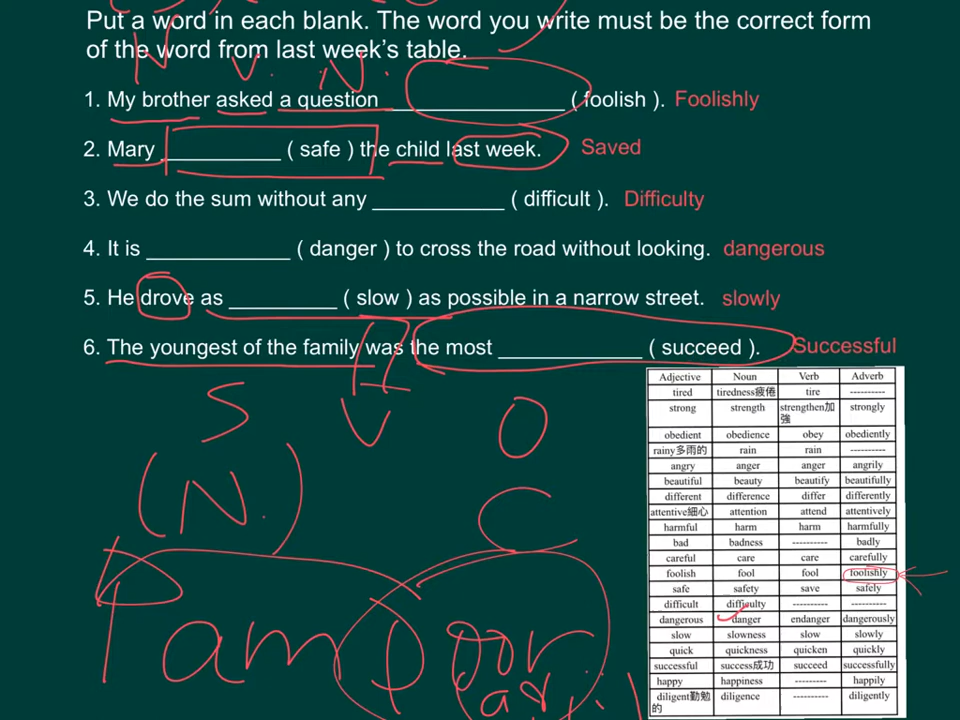 Put a word in each blank. The word you write must be the correct form
of the word from last week's table.
N V. N.
1. My brother asked a question ________________ ( foolish ). Foolishly
2. Mary ___________ ( safe ) the child last week. Saved
3. We do the sum without any ____________ ( difficult ). Difficulty
4. It is _____________ ( danger ) to cross the road without looking. dangerous
5. He drove as __________ ( slow ) as possible in a narrow street. slowly
6. The youngest of the family was the most _____________ ( succeed ). Successful
S V O
(N.) C
I am poor
Adjective Noun Verb Adverb
tired tiredness疲倦 tire ----------
strong strength strengthen加強 strongly
obedient obedience obey obediently
rainy多雨的 rain rain ----------
angry anger anger angrily
beautiful beauty beautify beautifully
different difference differ differently
attentive細心 attention attend attentively
harmful harm harm harmfully
bad badness ---------- badly
careful care care carefully
foolish fool fool foolishly
safe safety save safely
difficult difficulty ---------- ----------
dangerous danger endanger dangerously
slow slowness slow slowly
quick quickness quicken quickly
successful success成功 succeed successfully
happy happiness --------- happily
diligent勤勉的 diligence ---------- diligently